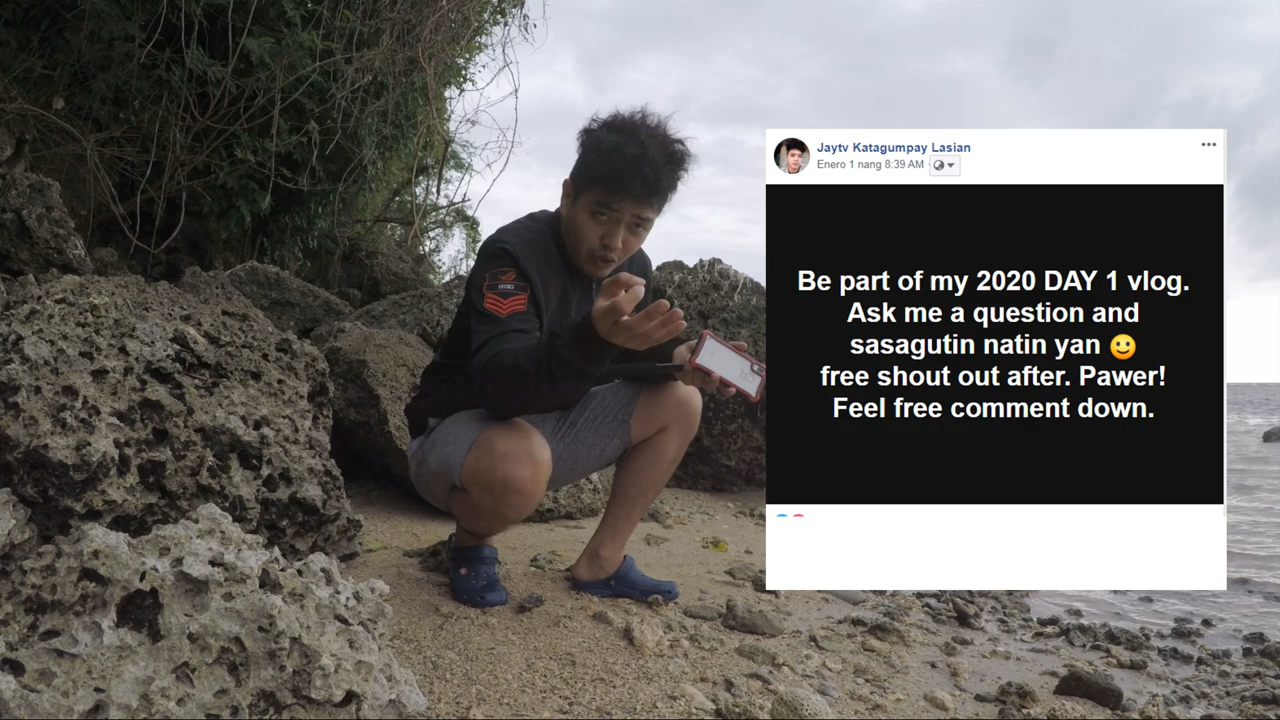 Jaytv Katagumpay Lasian
Enero 1 nang 8:39 AM
Be part of my 2020 DAY 1 vlog.
Ask me a question and
sasagutin natin yan 🙂
free shout out after. Pawer!
Feel free comment down.